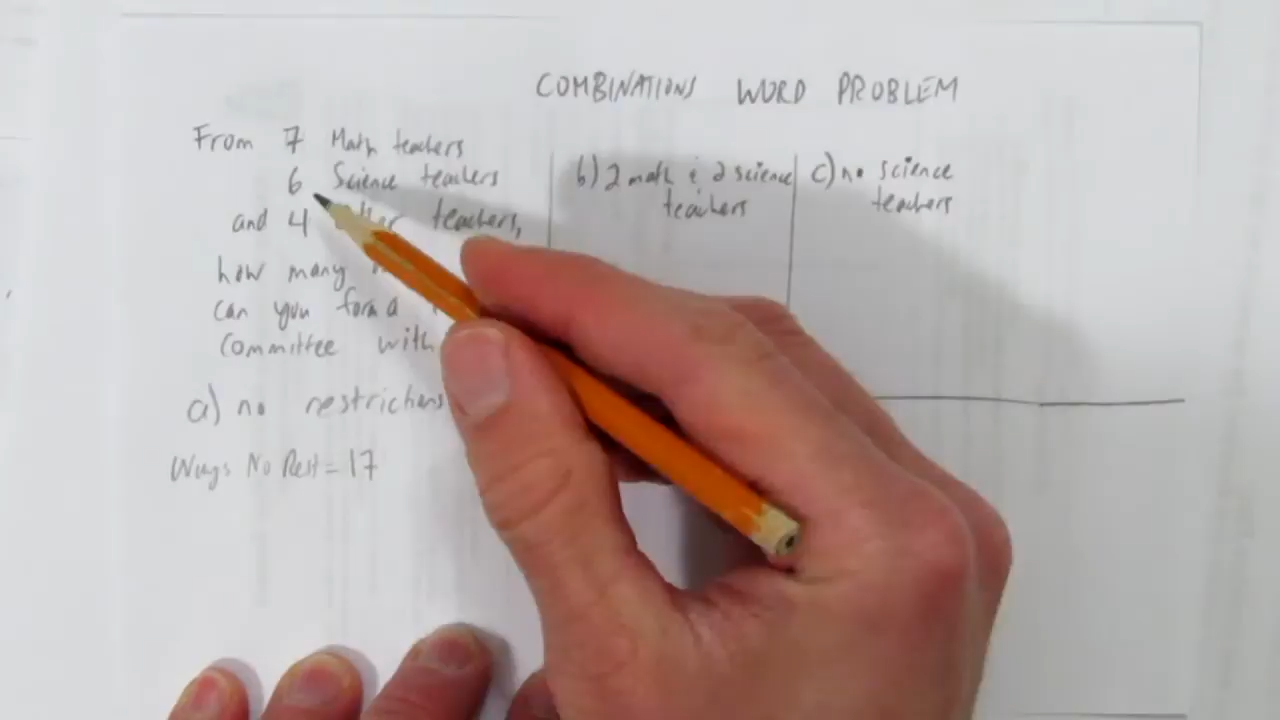 COMBINATIONS WORD PROBLEM
From 7 Math teachers
6 Science teachers
and 4 teachers,
how many
can you form a
committee with
a) no restrictions
Ways No Rest = 17
b) 2 math & 2 science
teachers
c) no science
teachers